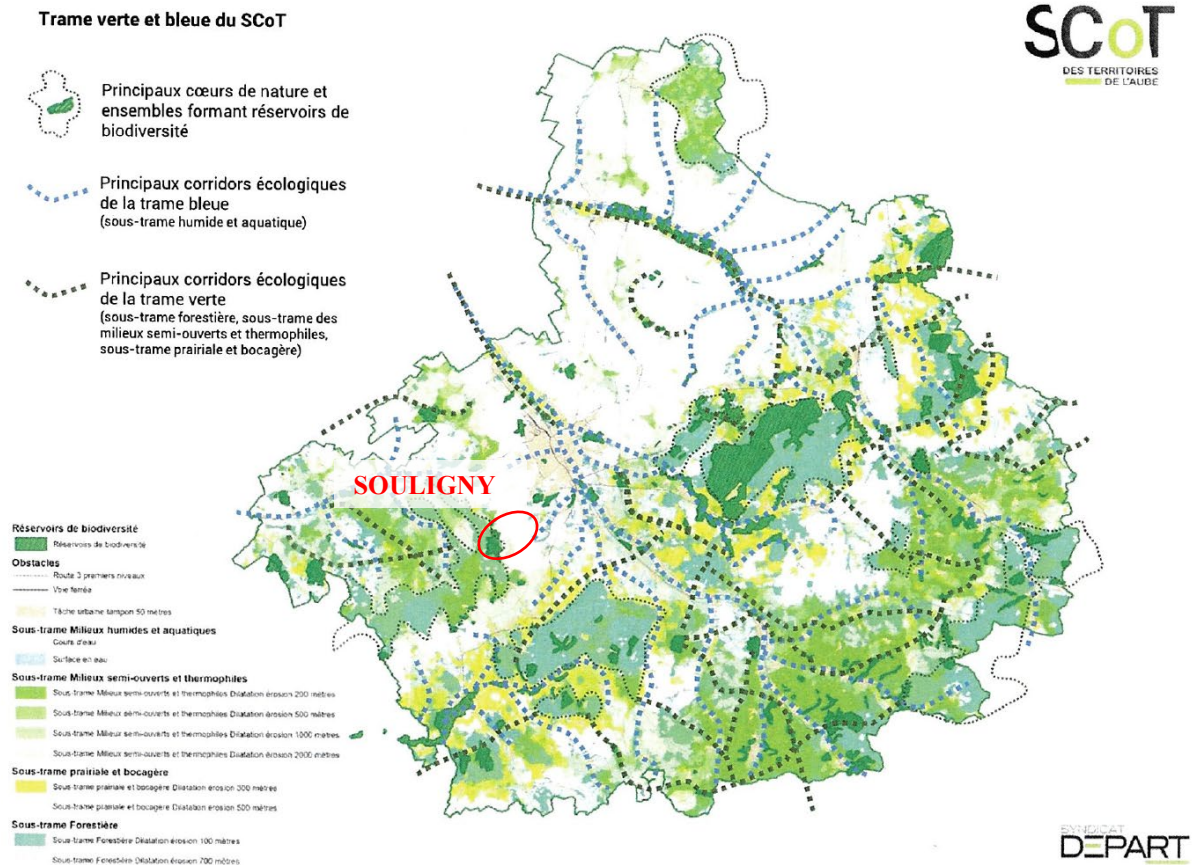 Trame verte et bleue du SCoT
Principaux cœurs de nature et
ensembles formant réservoirs de
biodiversité
Principaux corridors écologiques
de la trame bleue
(sous-trame humide et aquatique)
Principaux corridors écologiques
de la trame verte
(sous-trame forestière, sous-trame des
milieux semi-ouverts et thermophiles,
sous-trame prairiale et bocagère)
SCoT
DES TERRITOIRES
DE L'AUBE
SOULIGNY
Réservoirs de biodiversité
Réservoirs de biodiversité
Obstacles
Route 3 premiers niveaux
Voie ferrée
Tâche urbaine tampon 50 mètres
Sous-trame Milieux humides et aquatiques
Cours d'eau
Surface en eau
Sous-trame Milieux semi-ouverts et thermophiles
Sous-trame Milieux semi-ouverts et thermophiles Dilatation érosion 200 mètres
Sous-trame Milieux semi-ouverts et thermophiles Dilatation érosion 500 mètres
Sous-trame Milieux semi-ouverts et thermophiles Dilatation érosion 1000 mètres
Sous-trame Milieux semi-ouverts et thermophiles Dilatation érosion 2000 mètres
Sous-trame prairiale et bocagère
Sous-trame prairiale et bocagère Dilatation érosion 300 mètres
Sous-trame prairiale et bocagère Dilatation érosion 500 mètres
Sous-trame Forestière
Sous-trame Forestière Dilatation érosion 100 mètres
Sous-trame Forestière Dilatation érosion 700 mètres
SYNDICAT
DEPART